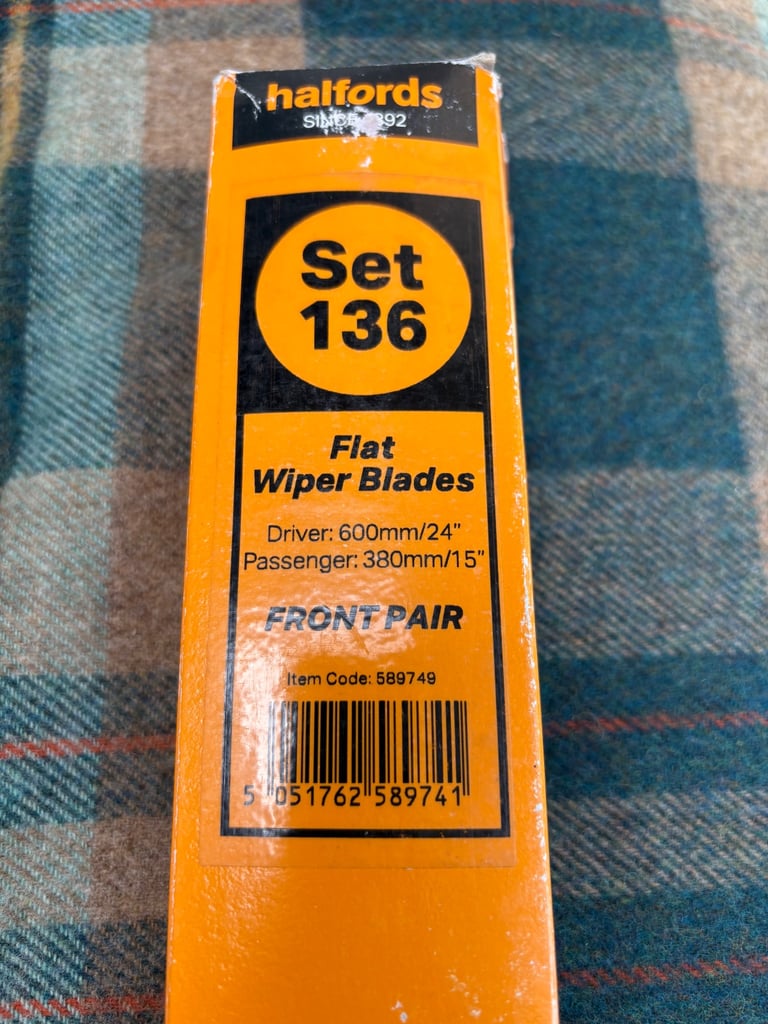 halfords
SINCE 1892
Set
136
Flat
Wiper Blades
Driver: 600mm/24"
Passenger: 380mm/15"
FRONT PAIR
Item Code: 589749
5 051762 589741